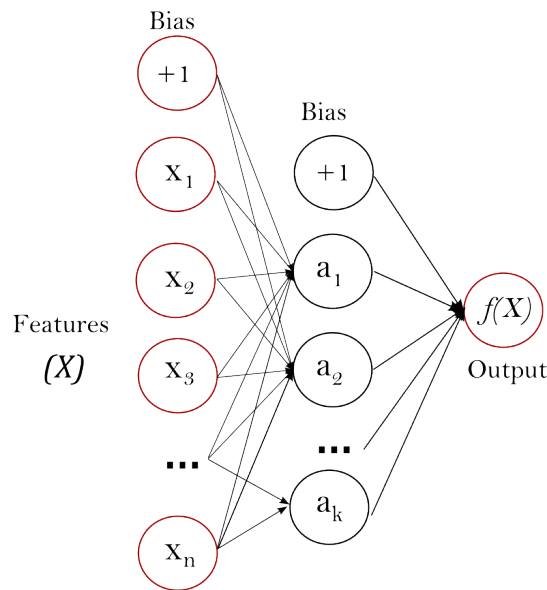 Bias
+1
x1
x2
x3
...
xn
Features
(X)
Bias
+1
a1
a2
...
ak
f(X)
Output